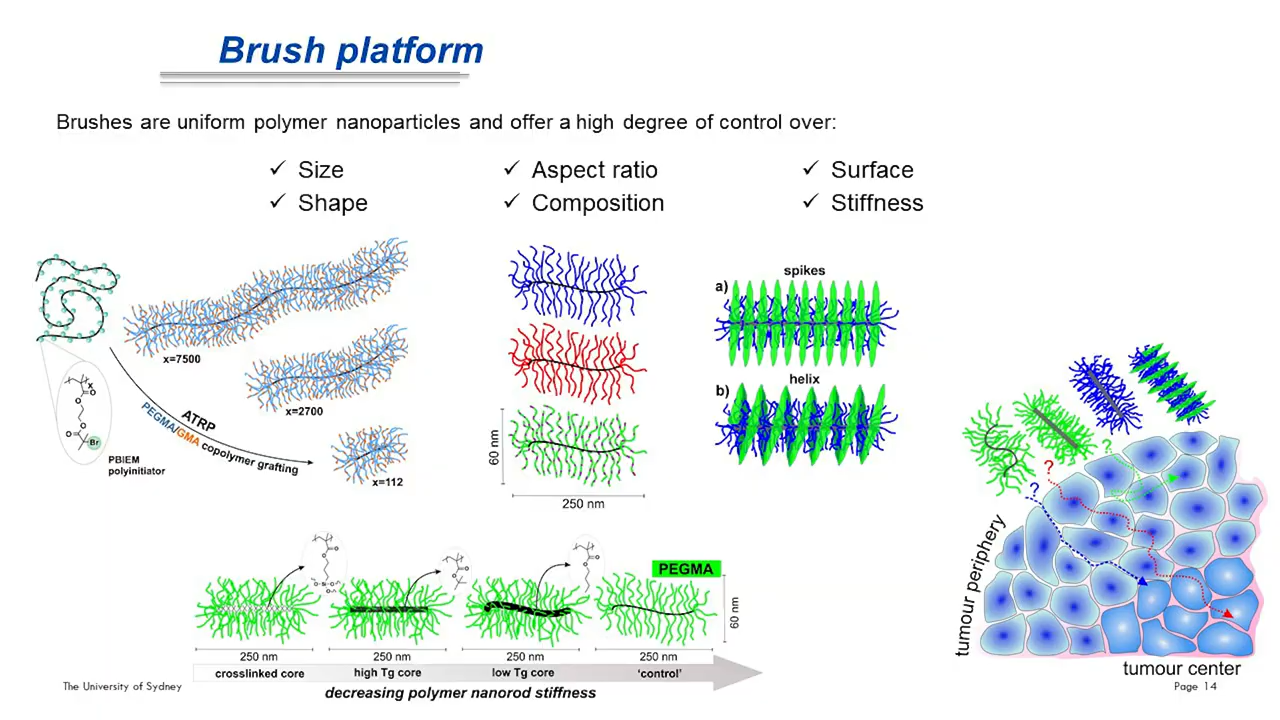 Brush platform
Brushes are uniform polymer nanoparticles and offer a high degree of control over:
✓ Size
✓ Aspect ratio
✓ Surface
✓ Shape
✓ Composition
✓ Stiffness
x=7500
x=2700
x=112
ATRP
PEGMA/GMA copolymer grafting
x
O
O
O
O
Br
PBIEM
polyinitiator
60 nm
250 nm
spikes
a)
helix
b)
PEGMA
60 nm
250 nm
250 nm
250 nm
250 nm
crosslinked core
high Tg core
low Tg core
'control'
decreasing polymer nanorod stiffness
?
?
?
tumour periphery
tumour center
The University of Sydney
Page 14